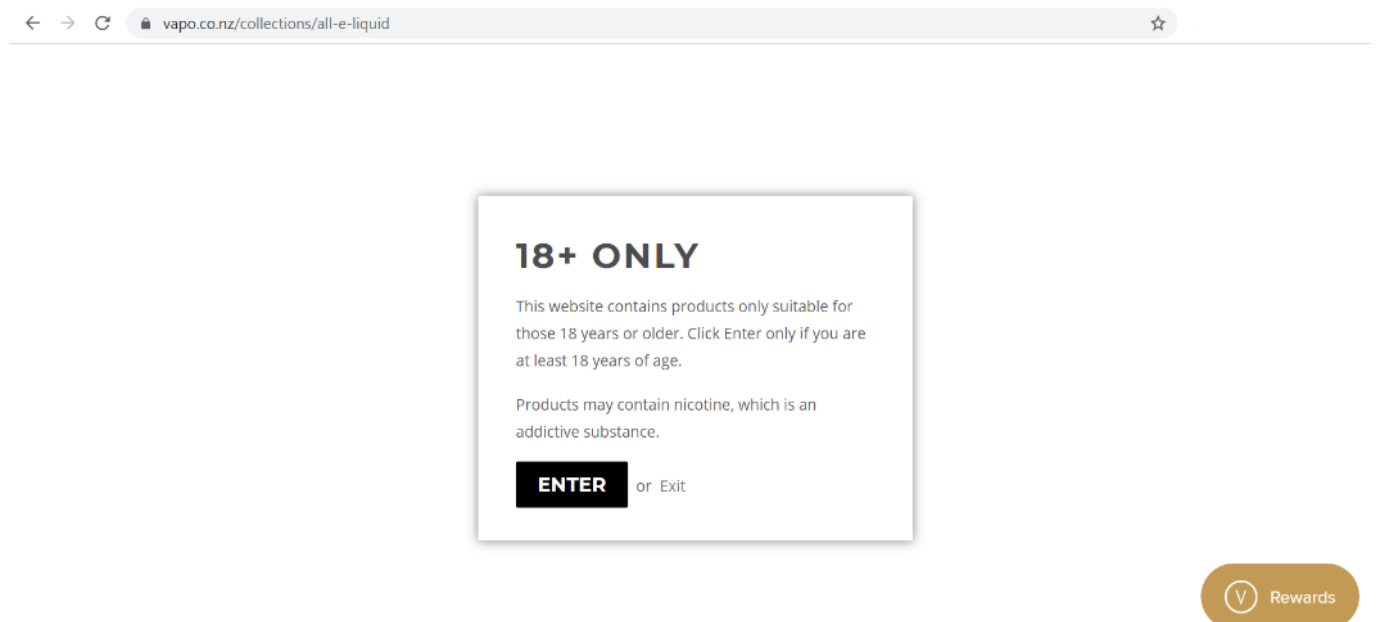 vapo.co.nz/collections/all-e-liquid
18+ ONLY
This website contains products only suitable for
those 18 years or older. Click Enter only if you are
at least 18 years of age.
Products may contain nicotine, which is an
addictive substance.
ENTER or Exit
V Rewards